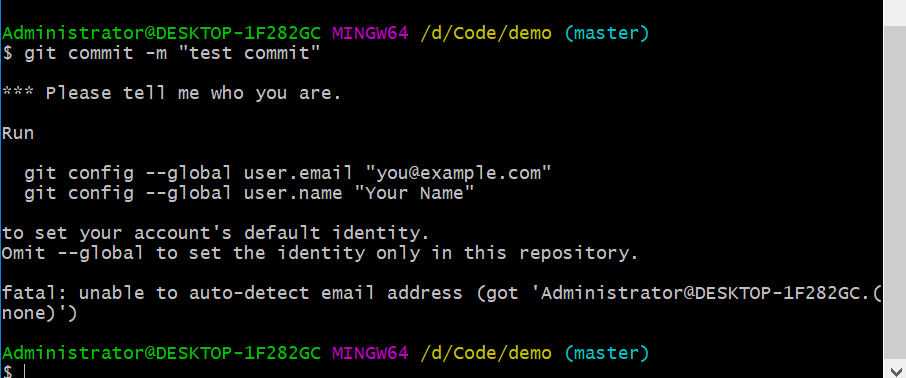 Administrator@DESKTOP-1F282GC MINGW64 /d/Code/demo (master)
$ git commit -m "test commit"
*** Please tell me who you are.
Run
  git config --global user.email "you@example.com"
  git config --global user.name "Your Name"
to set your account's default identity.
Omit --global to set the identity only in this repository.
fatal: unable to auto-detect email address (got 'Administrator@DESKTOP-1F282GC.(
none)')
Administrator@DESKTOP-1F282GC MINGW64 /d/Code/demo (master)
$